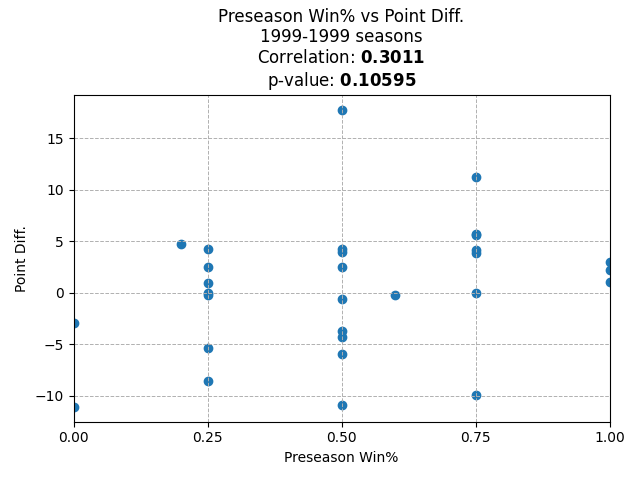 Preseason Win% vs Point Diff.
1999-1999 seasons
Correlation: 0.3011
p-value: 0.10595
Point Diff.
15
10
5
0
−5
−10
0.00 0.25 0.50 0.75 1.00
Preseason Win%